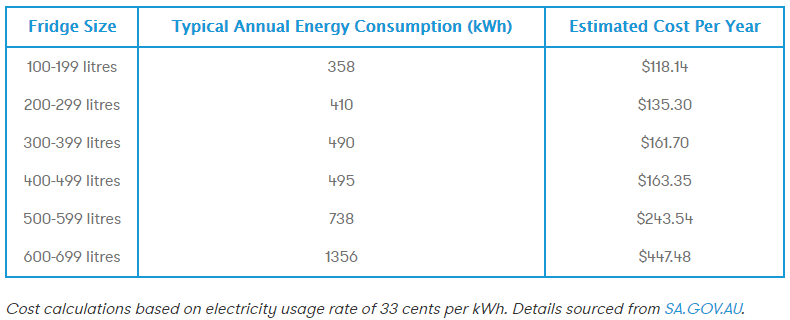 Fridge Size Typical Annual Energy Consumption (kWh) Estimated Cost Per Year
100-199 litres 358 $118.14
200-299 litres 410 $135.30
300-399 litres 490 $161.70
400-499 litres 495 $163.35
500-599 litres 738 $243.54
600-699 litres 1356 $447.48
Cost calculations based on electricity usage rate of 33 cents per kWh. Details sourced from SA.GOV.AU.